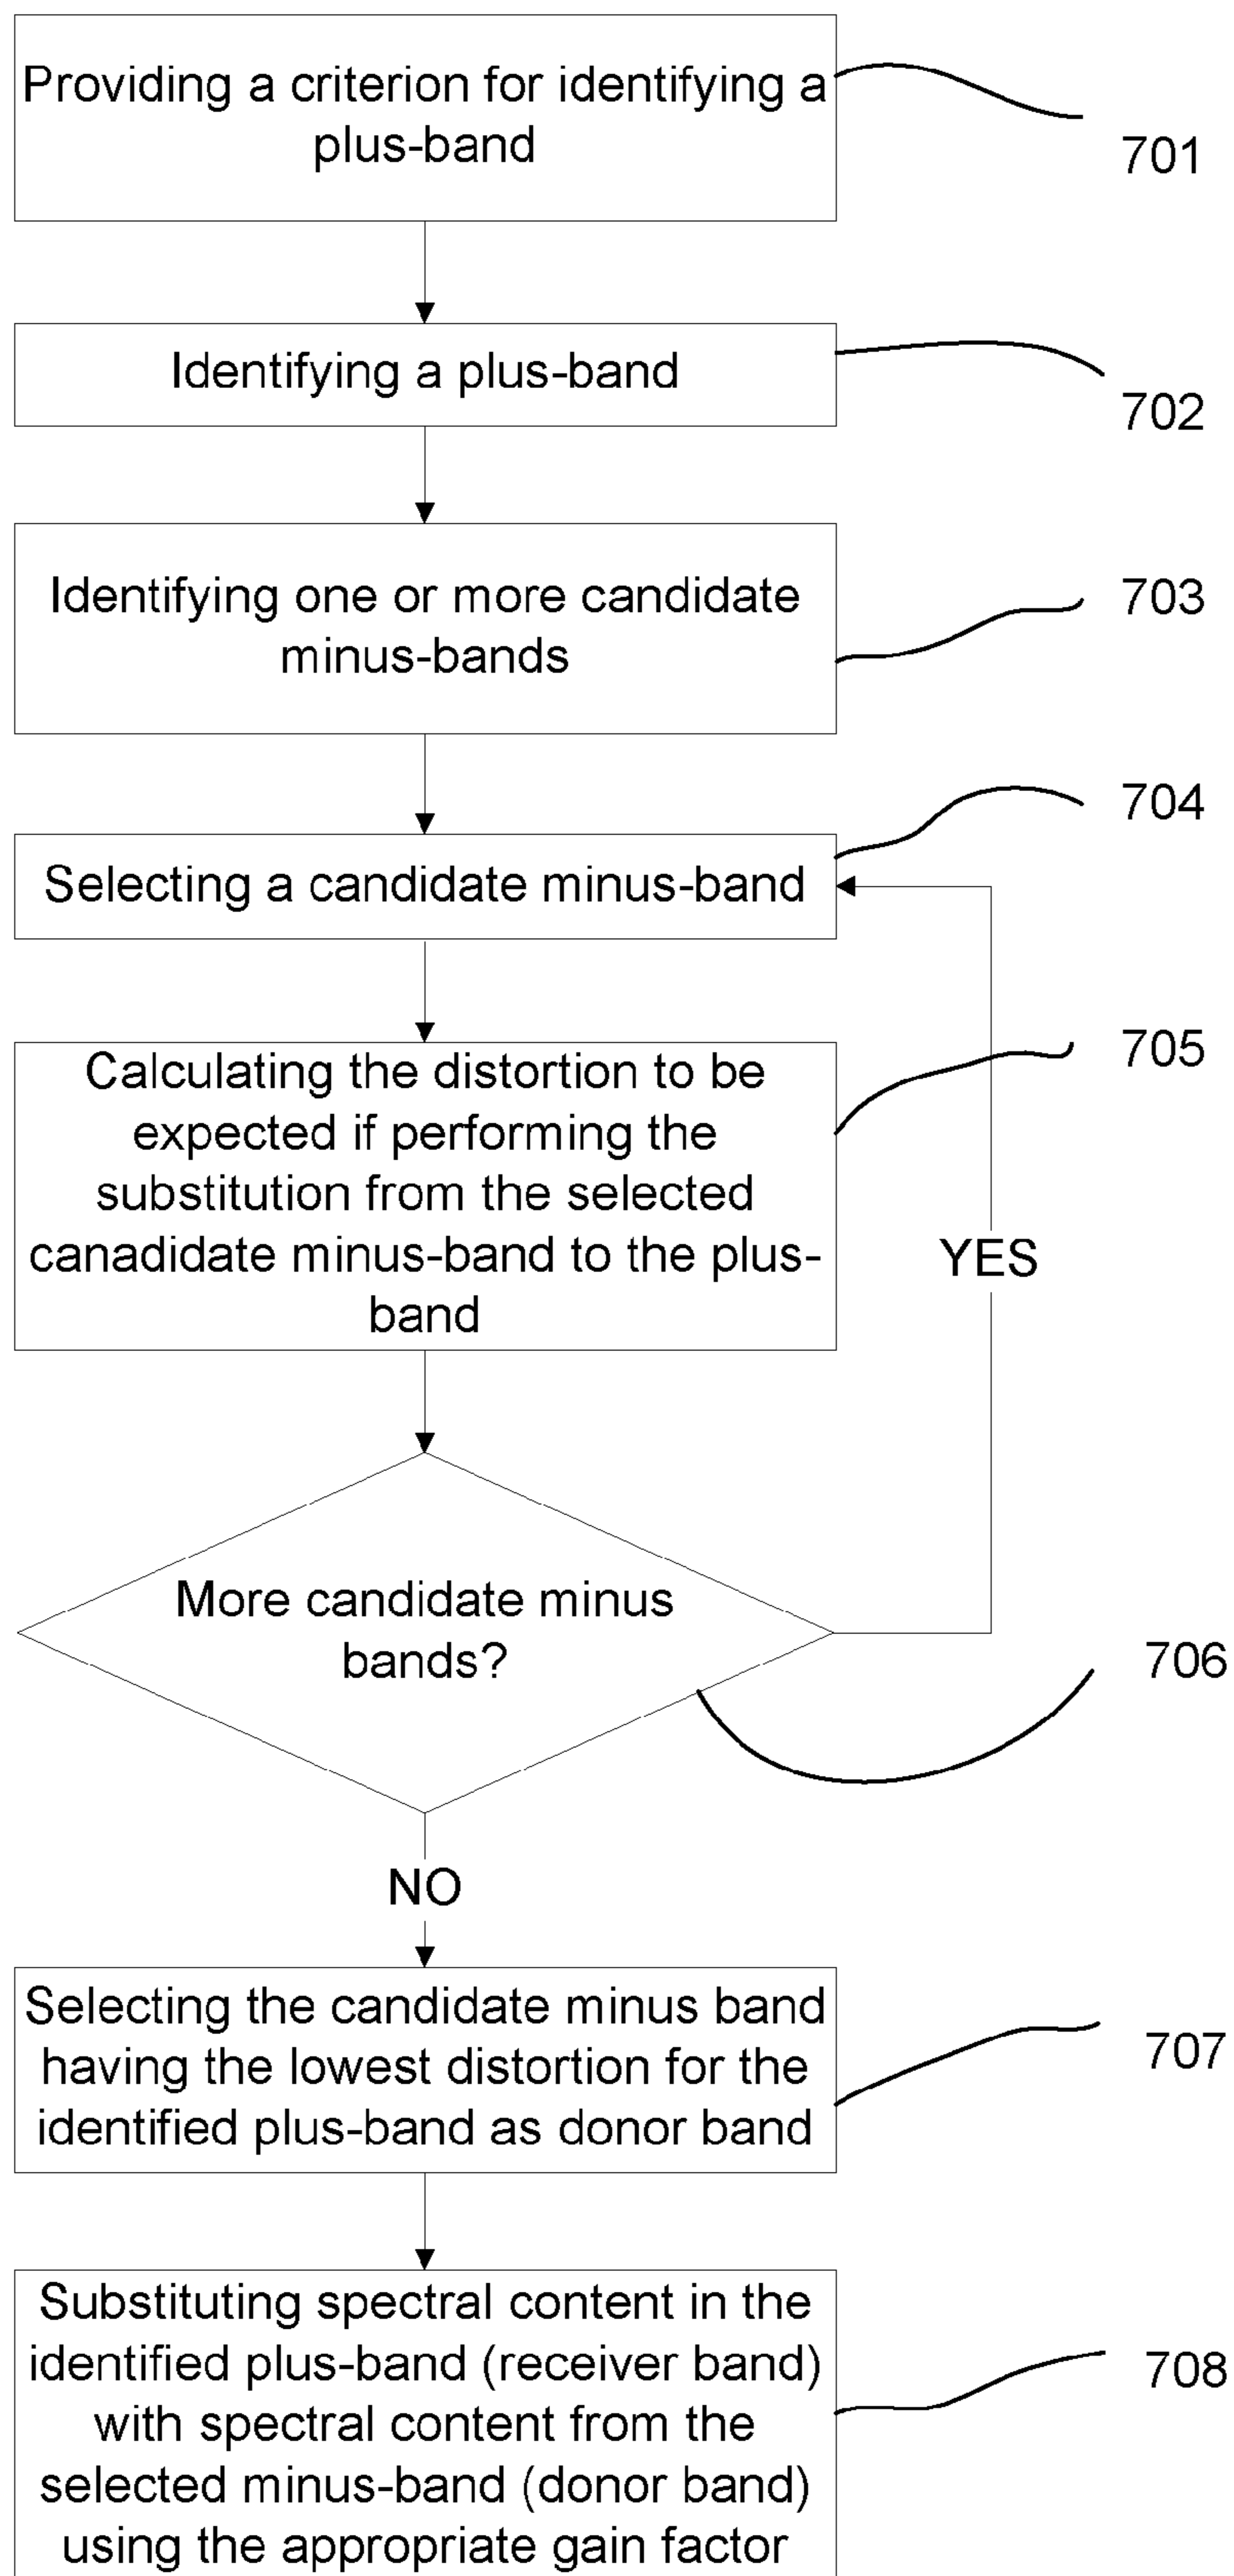 Providing a criterion for identifying a
plus-band
701
Identifying a plus-band
702
Identifying one or more candidate
minus-bands
703
704
Selecting a candidate minus-band
705
Calculating the distortion to be
expected if performing the
substitution from the selected
canadidate minus-band to the plus-
band
YES
More candidate minus
bands?
706
NO
Selecting the candidate minus band
having the lowest distortion for the
identified plus-band as donor band
707
Substituting spectral content in the
identified plus-band (receiver band)
with spectral content from the
selected minus-band (donor band)
using the appropriate gain factor
708